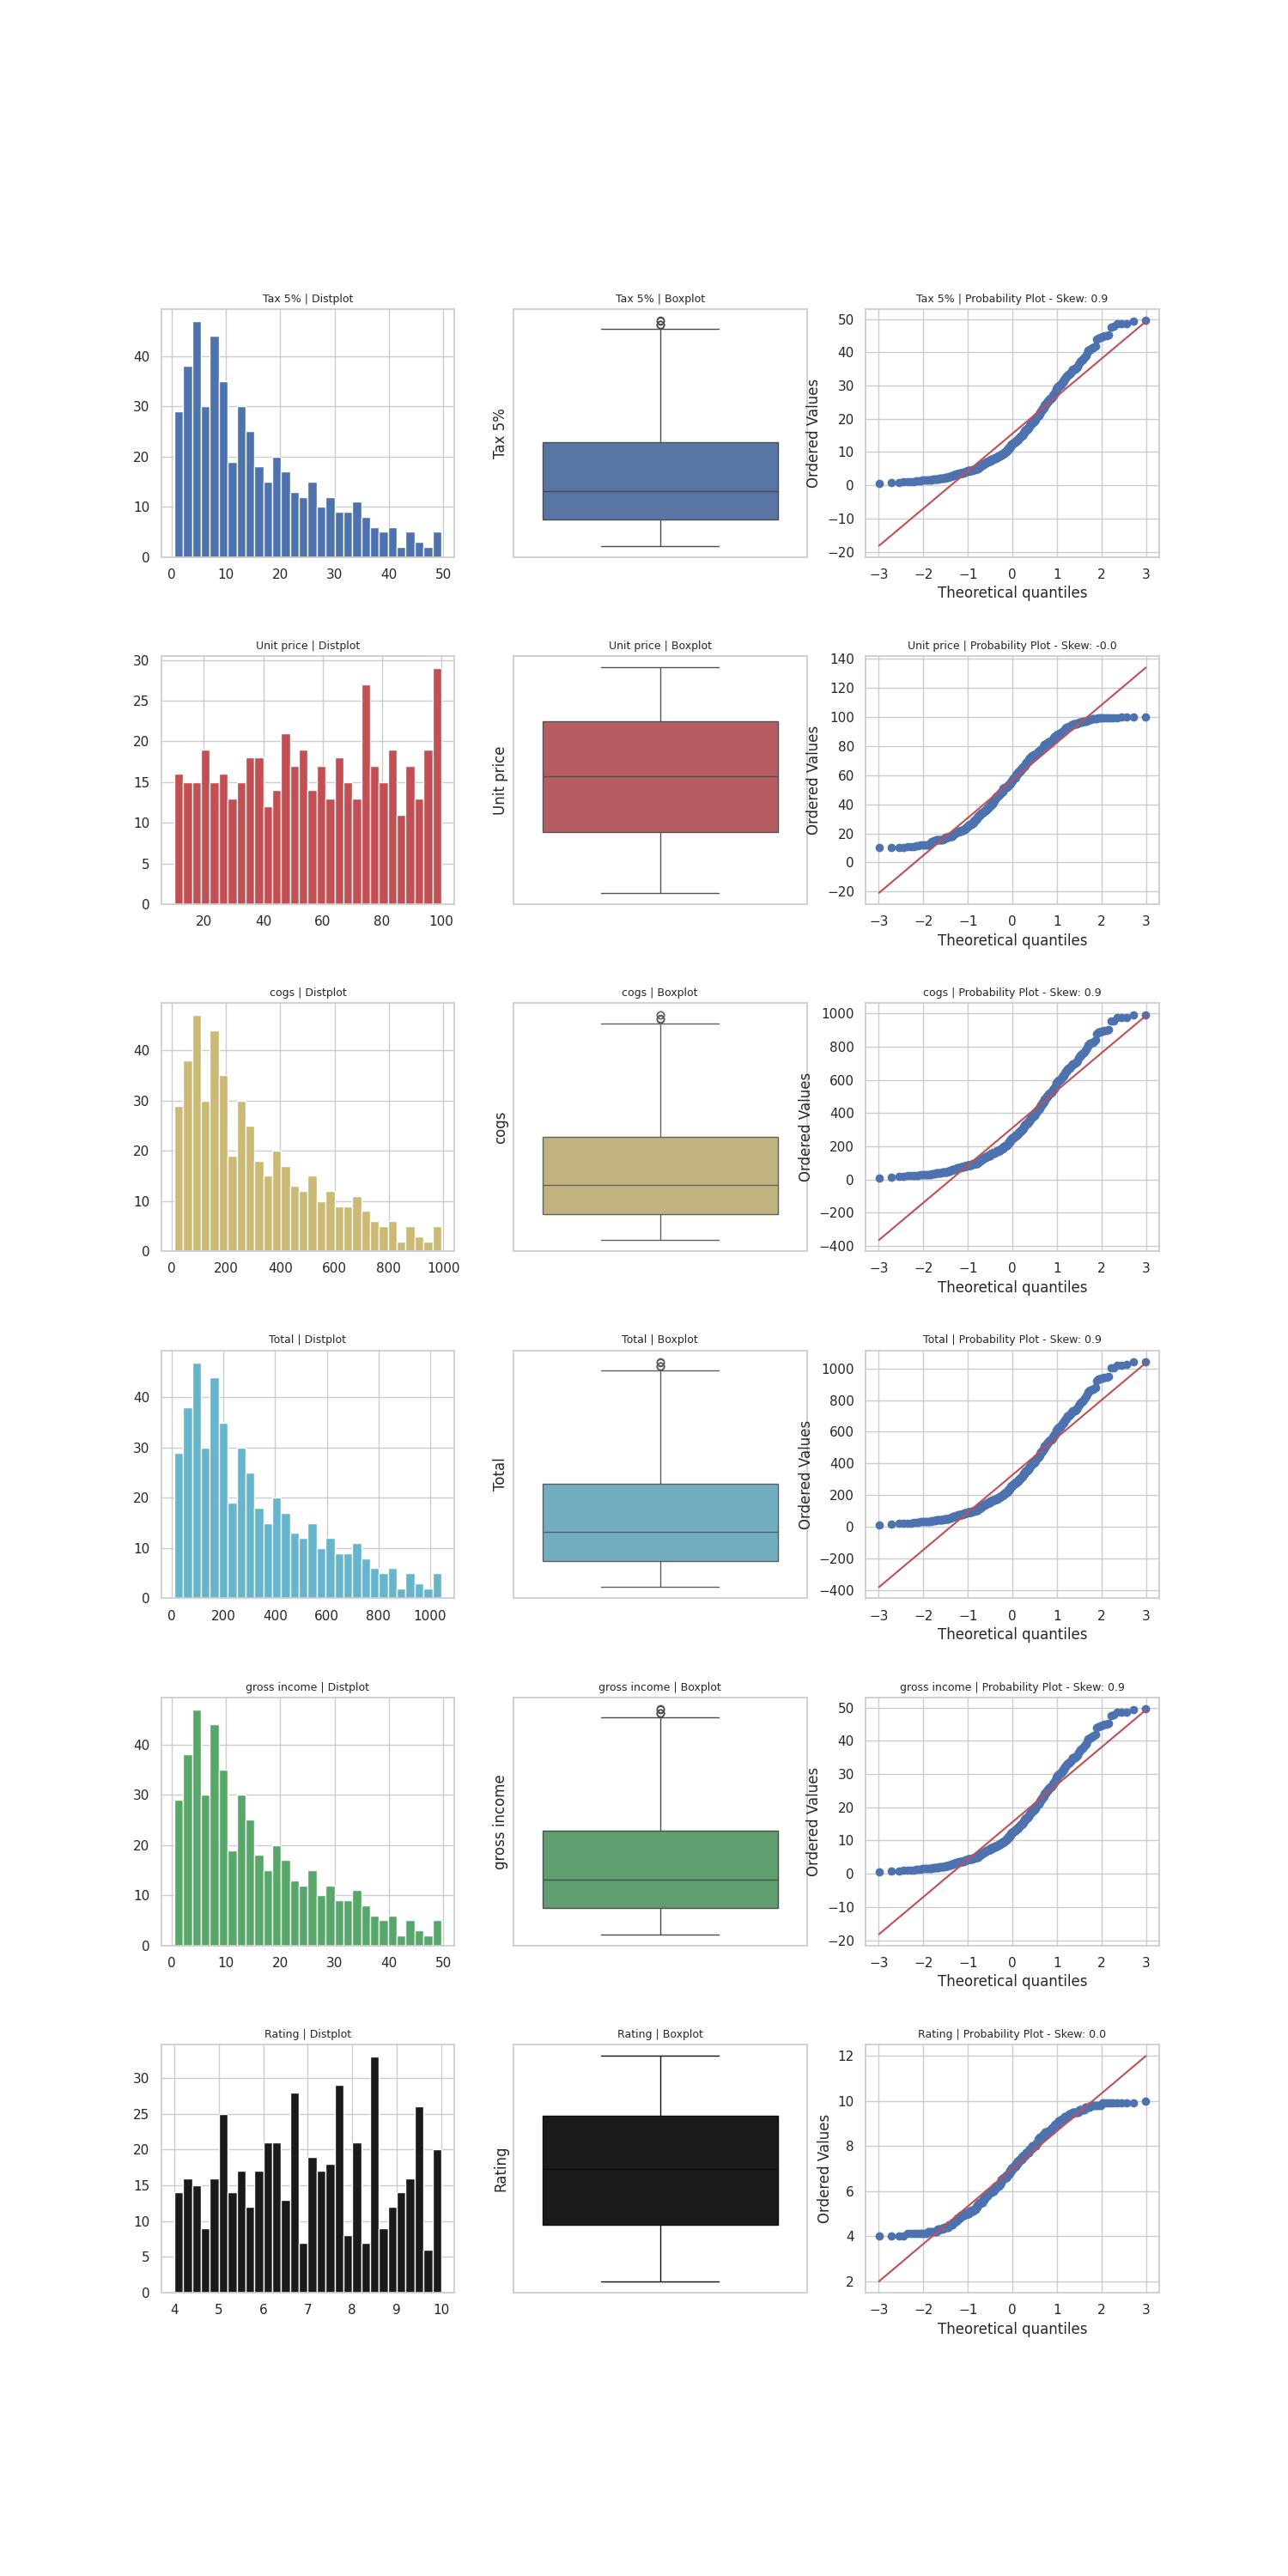 Tax 5% | Distplot
Tax 5% | Boxplot
Tax 5% | Probability Plot - Skew: 0.9
40
30
20
10
0
0 10 20 30 40 50
Tax 5%
Ordered Values
50
40
30
20
10
0
−10
−20
−3 −2 −1 0 1 2 3
Theoretical quantiles
Unit price | Distplot
Unit price | Boxplot
Unit price | Probability Plot - Skew: -0.0
30
25
20
15
10
5
0
20 40 60 80 100
Unit price
Ordered Values
140
120
100
80
60
40
20
0
−20
−3 −2 −1 0 1 2 3
Theoretical quantiles
cogs | Distplot
cogs | Boxplot
cogs | Probability Plot - Skew: 0.9
40
30
20
10
0
0 200 400 600 800 1000
cogs
Ordered Values
1000
800
600
400
200
0
−200
−400
−3 −2 −1 0 1 2 3
Theoretical quantiles
Total | Distplot
Total | Boxplot
Total | Probability Plot - Skew: 0.9
40
30
20
10
0
0 200 400 600 800 1000
Total
Ordered Values
1000
800
600
400
200
0
−200
−400
−3 −2 −1 0 1 2 3
Theoretical quantiles
gross income | Distplot
gross income | Boxplot
gross income | Probability Plot - Skew: 0.9
40
30
20
10
0
0 10 20 30 40 50
gross income
Ordered Values
50
40
30
20
10
0
−10
−20
−3 −2 −1 0 1 2 3
Theoretical quantiles
Rating | Distplot
Rating | Boxplot
Rating | Probability Plot - Skew: 0.0
30
25
20
15
10
5
0
4 5 6 7 8 9 10
Rating
Ordered Values
12
10
8
6
4
2
−3 −2 −1 0 1 2 3
Theoretical quantiles